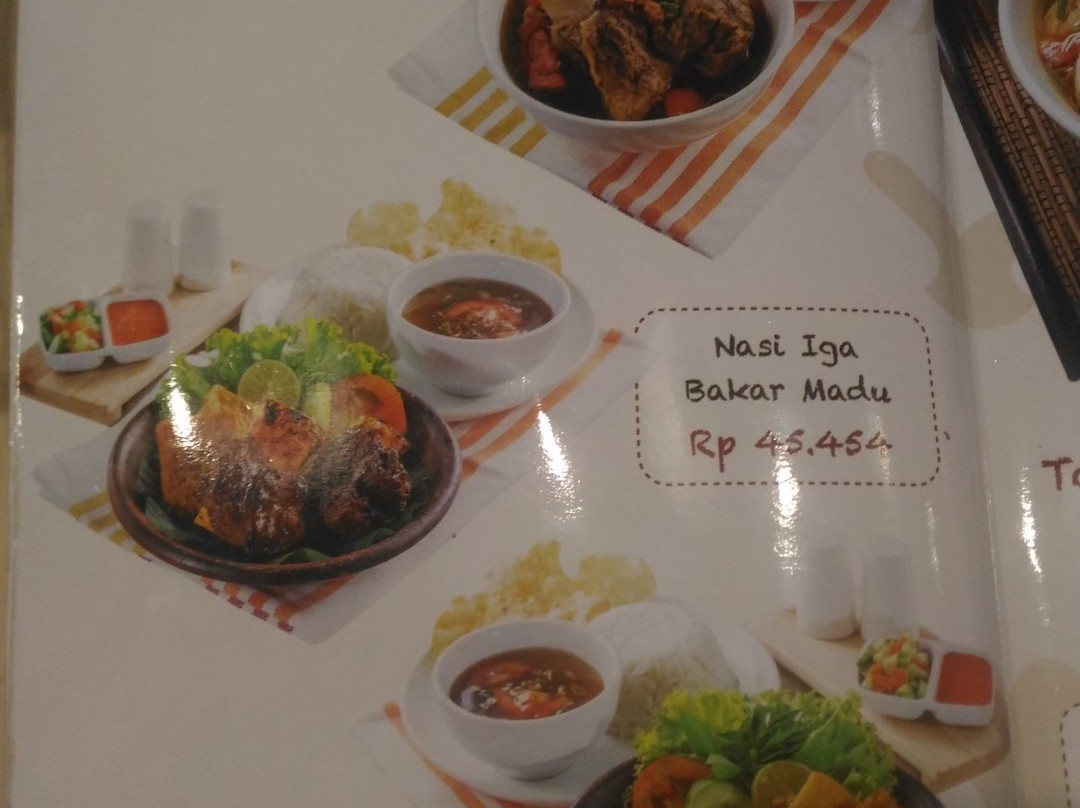 Nasi Iga
Bakar Madu
Rp 45.454